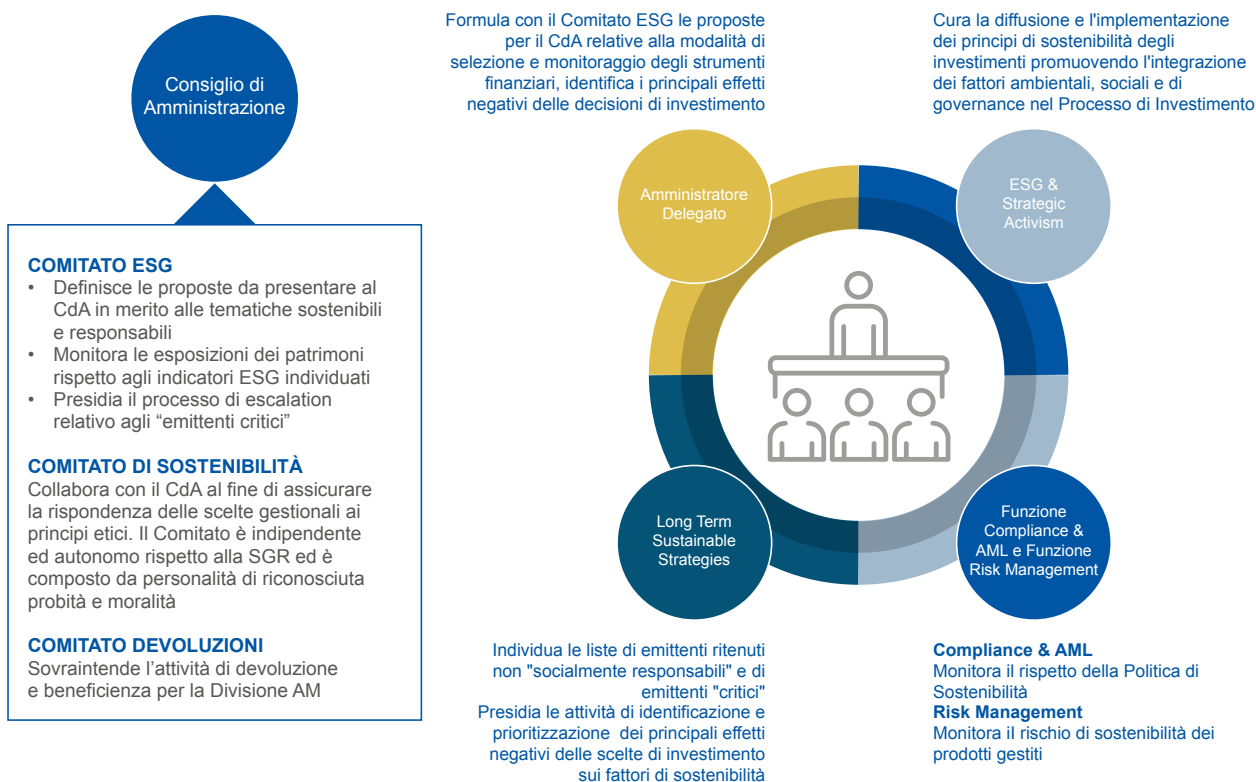 Consiglio di
Amministrazione
COMITATO ESG
• Definisce le proposte da presentare al
CdA in merito alle tematiche sostenibili
e responsabili
• Monitora le esposizioni dei patrimoni
rispetto agli indicatori ESG individuati
• Presidia il processo di escalation
relativo agli “emittenti critici”
COMITATO DI SOSTENIBILITÀ
Collabora con il CdA al fine di assicurare
la rispondenza delle scelte gestionali ai
principi etici. Il Comitato è indipendente
ed autonomo rispetto alla SGR ed è
composto da personalità di riconosciuta
probità e moralità
COMITATO DEVOLUZIONI
Sovraintende l’attività di devoluzione
e beneficienza per la Divisione AM
Formula con il Comitato ESG le proposte
per il CdA relative alla modalità di
selezione e monitoraggio degli strumenti
finanziari, identifica i principali effetti
negativi delle decisioni di investimento
Cura la diffusione e l'implementazione
dei principi di sostenibilità degli
investimenti promuovendo l'integrazione
dei fattori ambientali, sociali e di
governance nel Processo di Investimento
Amministratore
Delegato
ESG &
Strategic
Activism
Long Term
Sustainable
Strategies
Funzione
Compliance &
AML e Funzione
Risk Management
Individua le liste di emittenti ritenuti
non "socialmente responsabili" e di
emittenti "critici"
Presidia le attività di identificazione e
prioritizzazione dei principali effetti
negativi delle scelte di investimento
sui fattori di sostenibilità
Compliance & AML
Monitora il rispetto della Politica di
Sostenibilità
Risk Management
Monitora il rischio di sostenibilità dei
prodotti gestiti